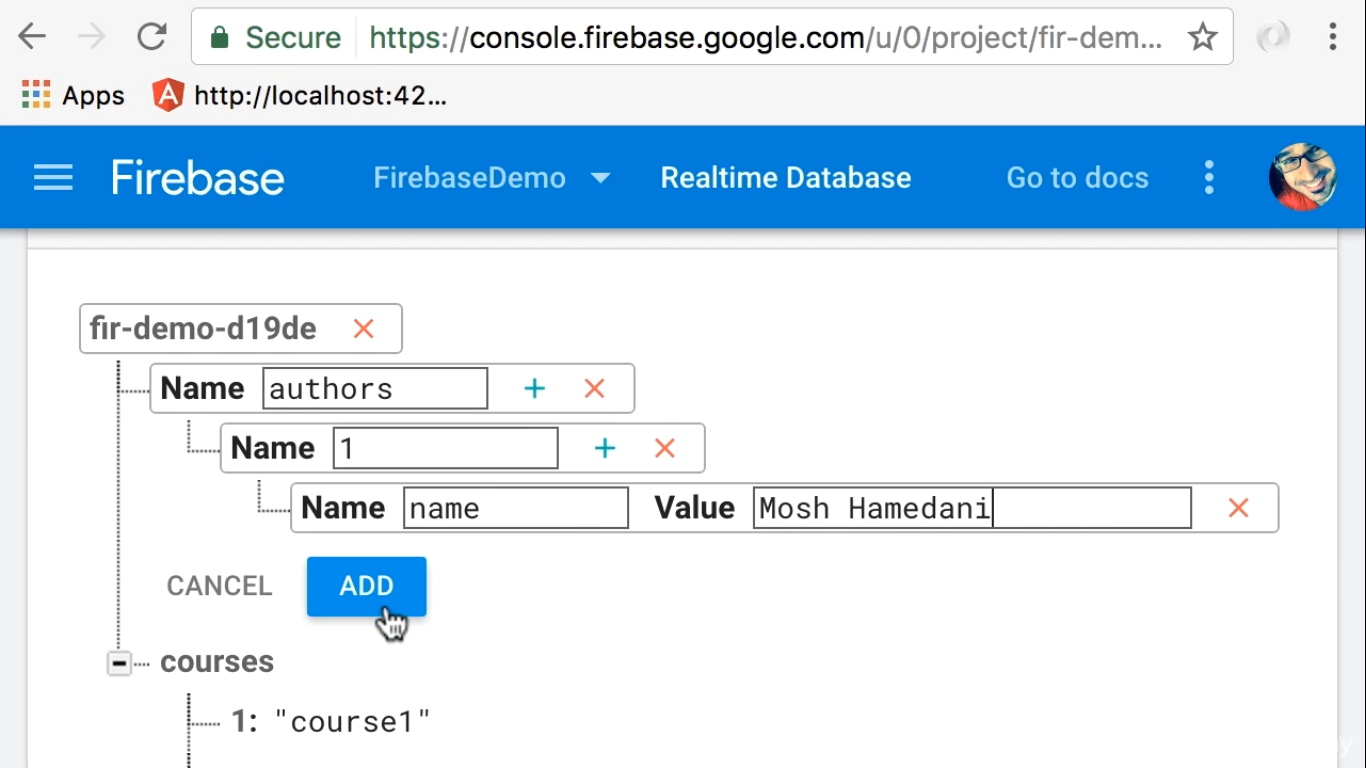 Secure https://console.firebase.google.com/u/0/project/fir-dem...
Apps http://localhost:42...
Firebase FirebaseDemo Realtime Database Go to docs
fir-demo-d19de
Name authors
Name 1
Name name Value Mosh Hamedani
CANCEL ADD
courses
1: "course1"